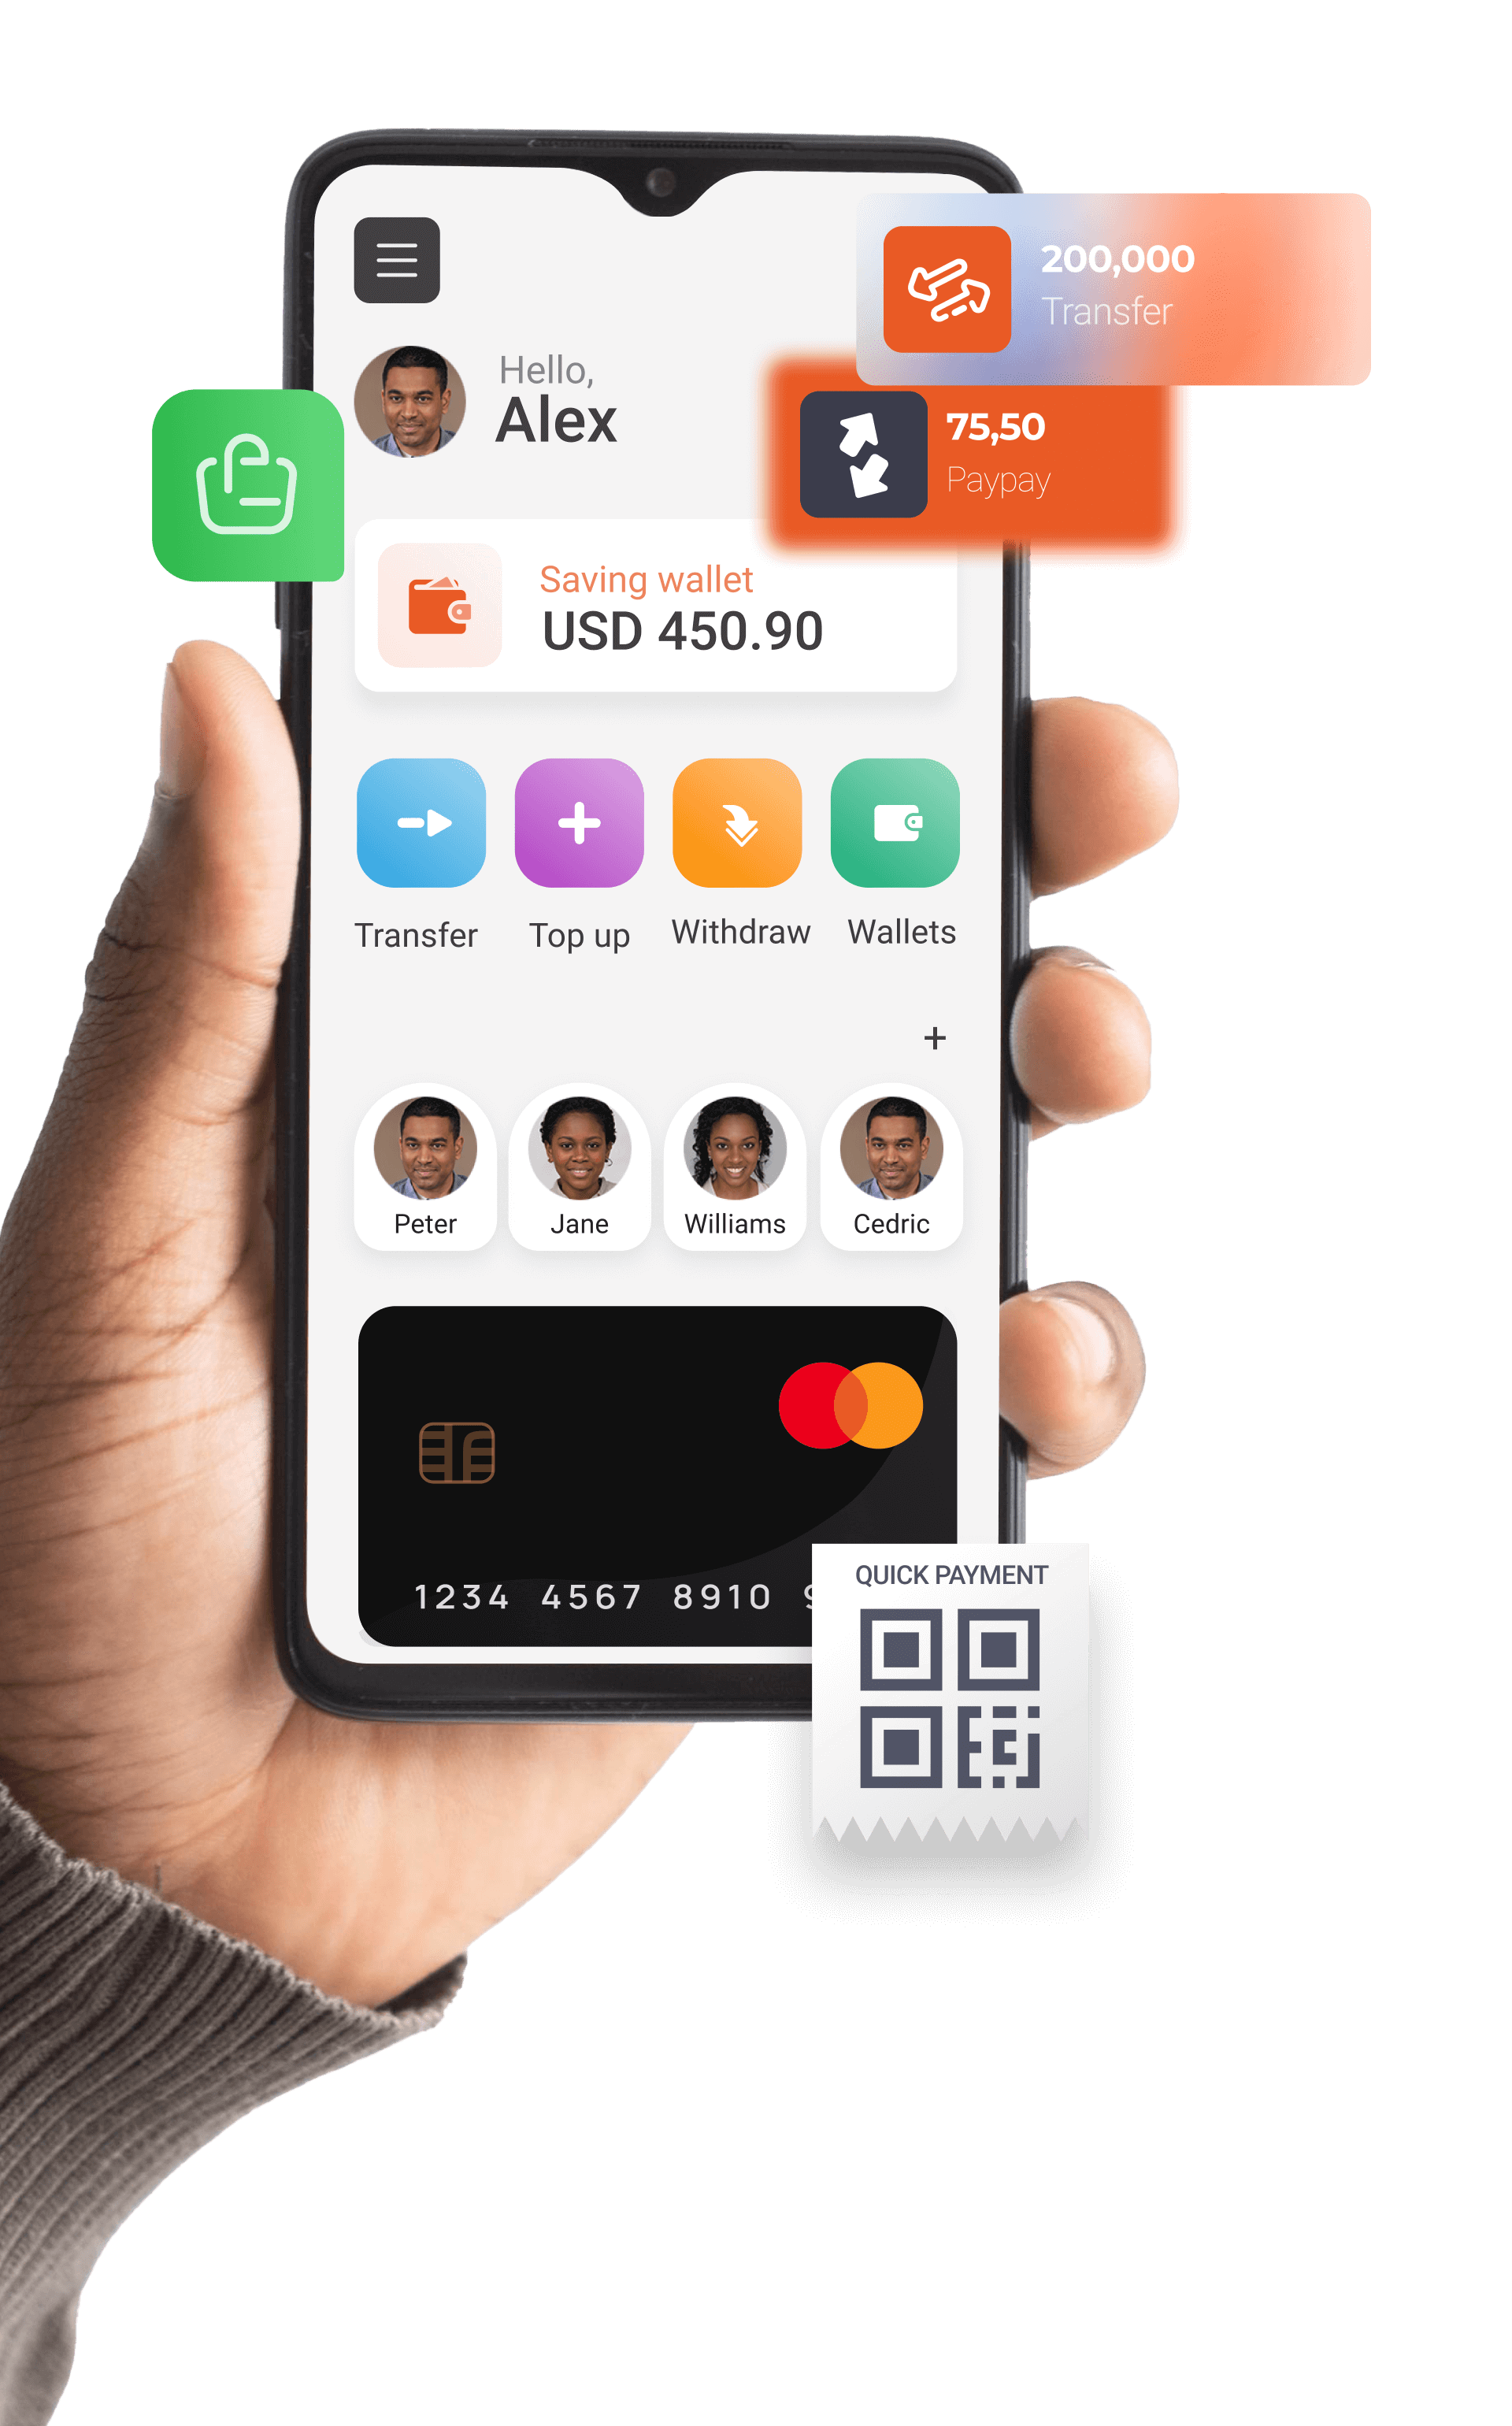 200,000
Transfer
Hello,
Alex
75,50
Paypay
Saving wallet
USD 450.90
Transfer Top up Withdraw Wallets
+
Peter Jane Williams Cedric
1234 4567 8910
QUICK PAYMENT